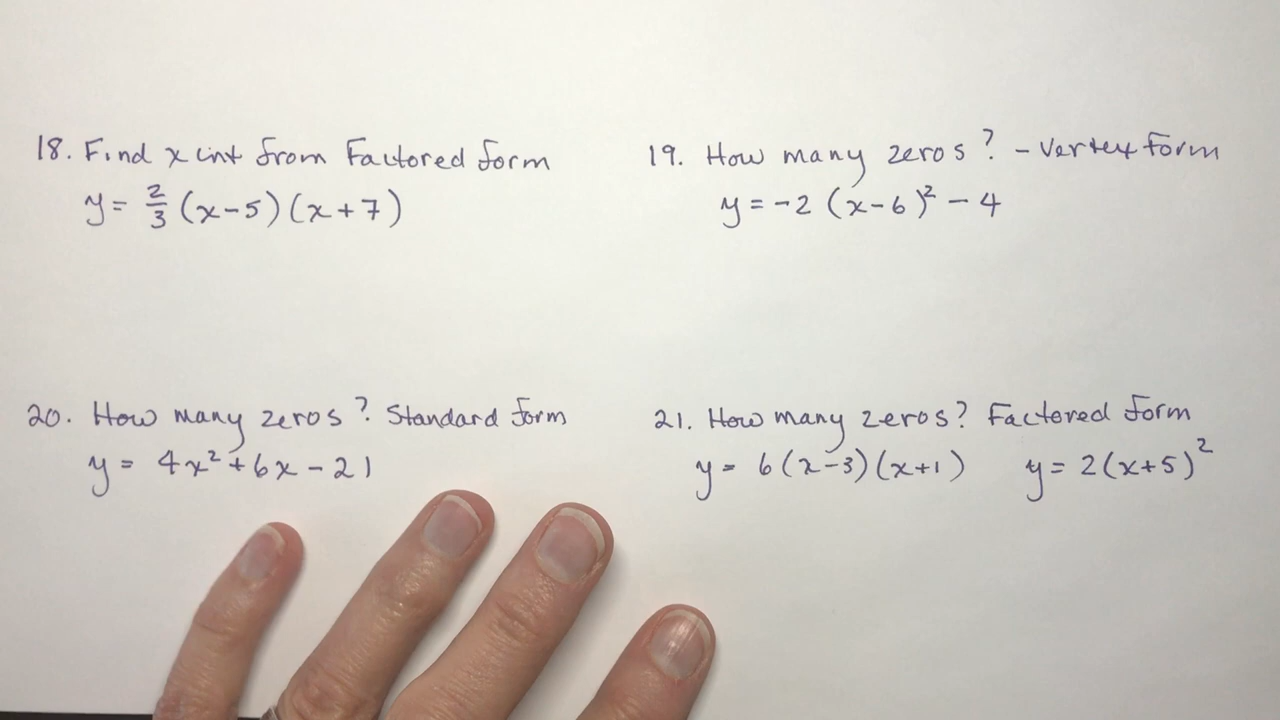 18. Find x int from Factored form
y = 2/3 (x-5)(x+7)
19. How many zeros? - Vertex Form
y = -2 (x-6)² - 4
20. How many zeros? Standard form
y = 4x² + 6x - 21
21. How many zeros? Factored form
y = 6(x-3)(x+1) y = 2(x+5)²